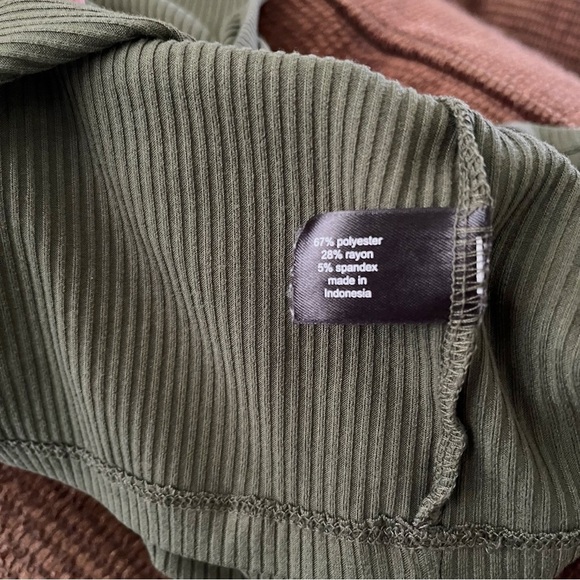 67% polyester
28% rayon
5% spandex
made in
Indonesia